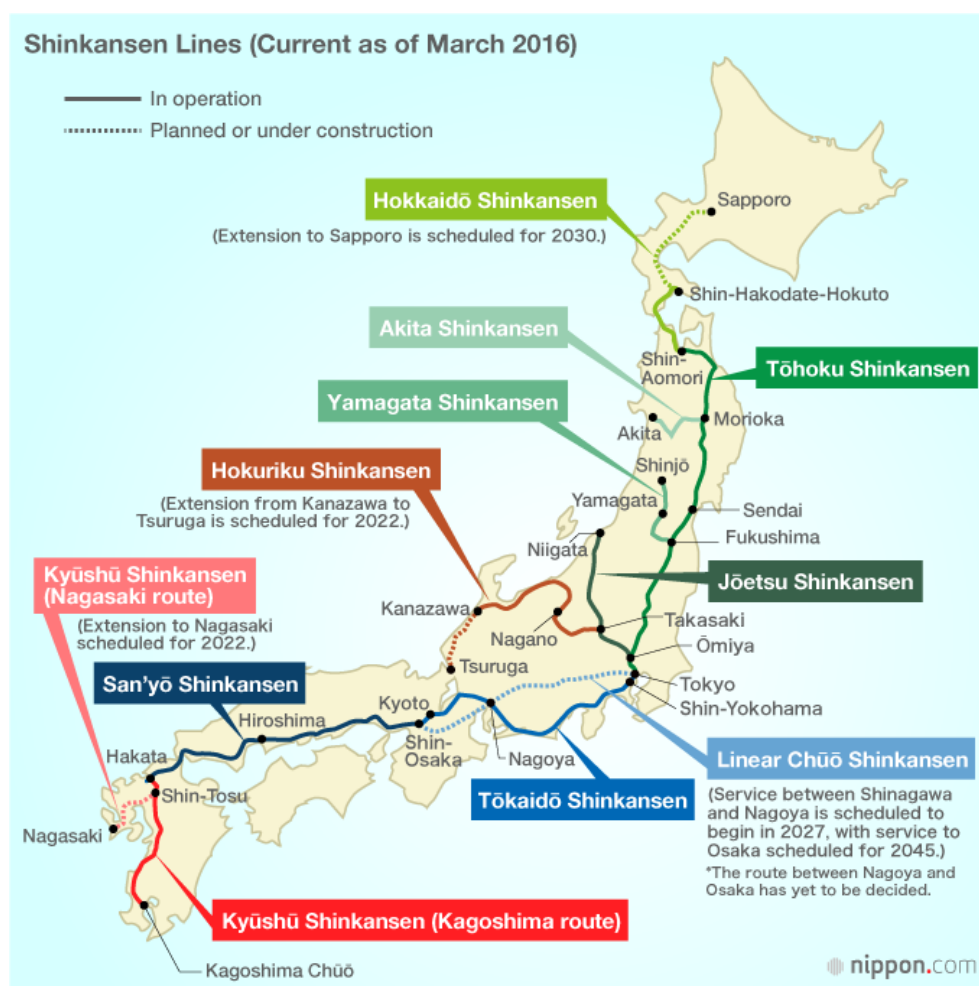 Shinkansen Lines (Current as of March 2016)
In operation
Planned or under construction
Hokkaidō Shinkansen
(Extension to Sapporo is scheduled for 2030.)
Sapporo
Shin-Hakodate-Hokuto
Akita Shinkansen
Shin-
Aomori
Tōhoku Shinkansen
Yamagata Shinkansen
Akita
Morioka
Hokuriku Shinkansen
(Extension from Kanazawa to
Tsuruga is scheduled for 2022.)
Shinjō
Yamagata
Sendai
Niigata
Fukushima
Kyūshū Shinkansen
(Nagasaki route)
(Extension to Nagasaki
scheduled for 2022.)
Jōetsu Shinkansen
Kanazawa
Nagano
Takasaki
Ōmiya
Tsuruga
San'yō Shinkansen
Tokyo
Kyoto
Shin-Yokohama
Hiroshima
Shin-
Osaka
Hakata
Nagoya
Linear Chūō Shinkansen
(Service between Shinagawa
and Nagoya is scheduled to
begin in 2027, with service to
Osaka scheduled for 2045.)
*The route between Nagoya and
Osaka has yet to be decided.
Shin-Tosu
Tōkaidō Shinkansen
Nagasaki
Kyūshū Shinkansen (Kagoshima route)
Kagoshima Chūō
nippon.com